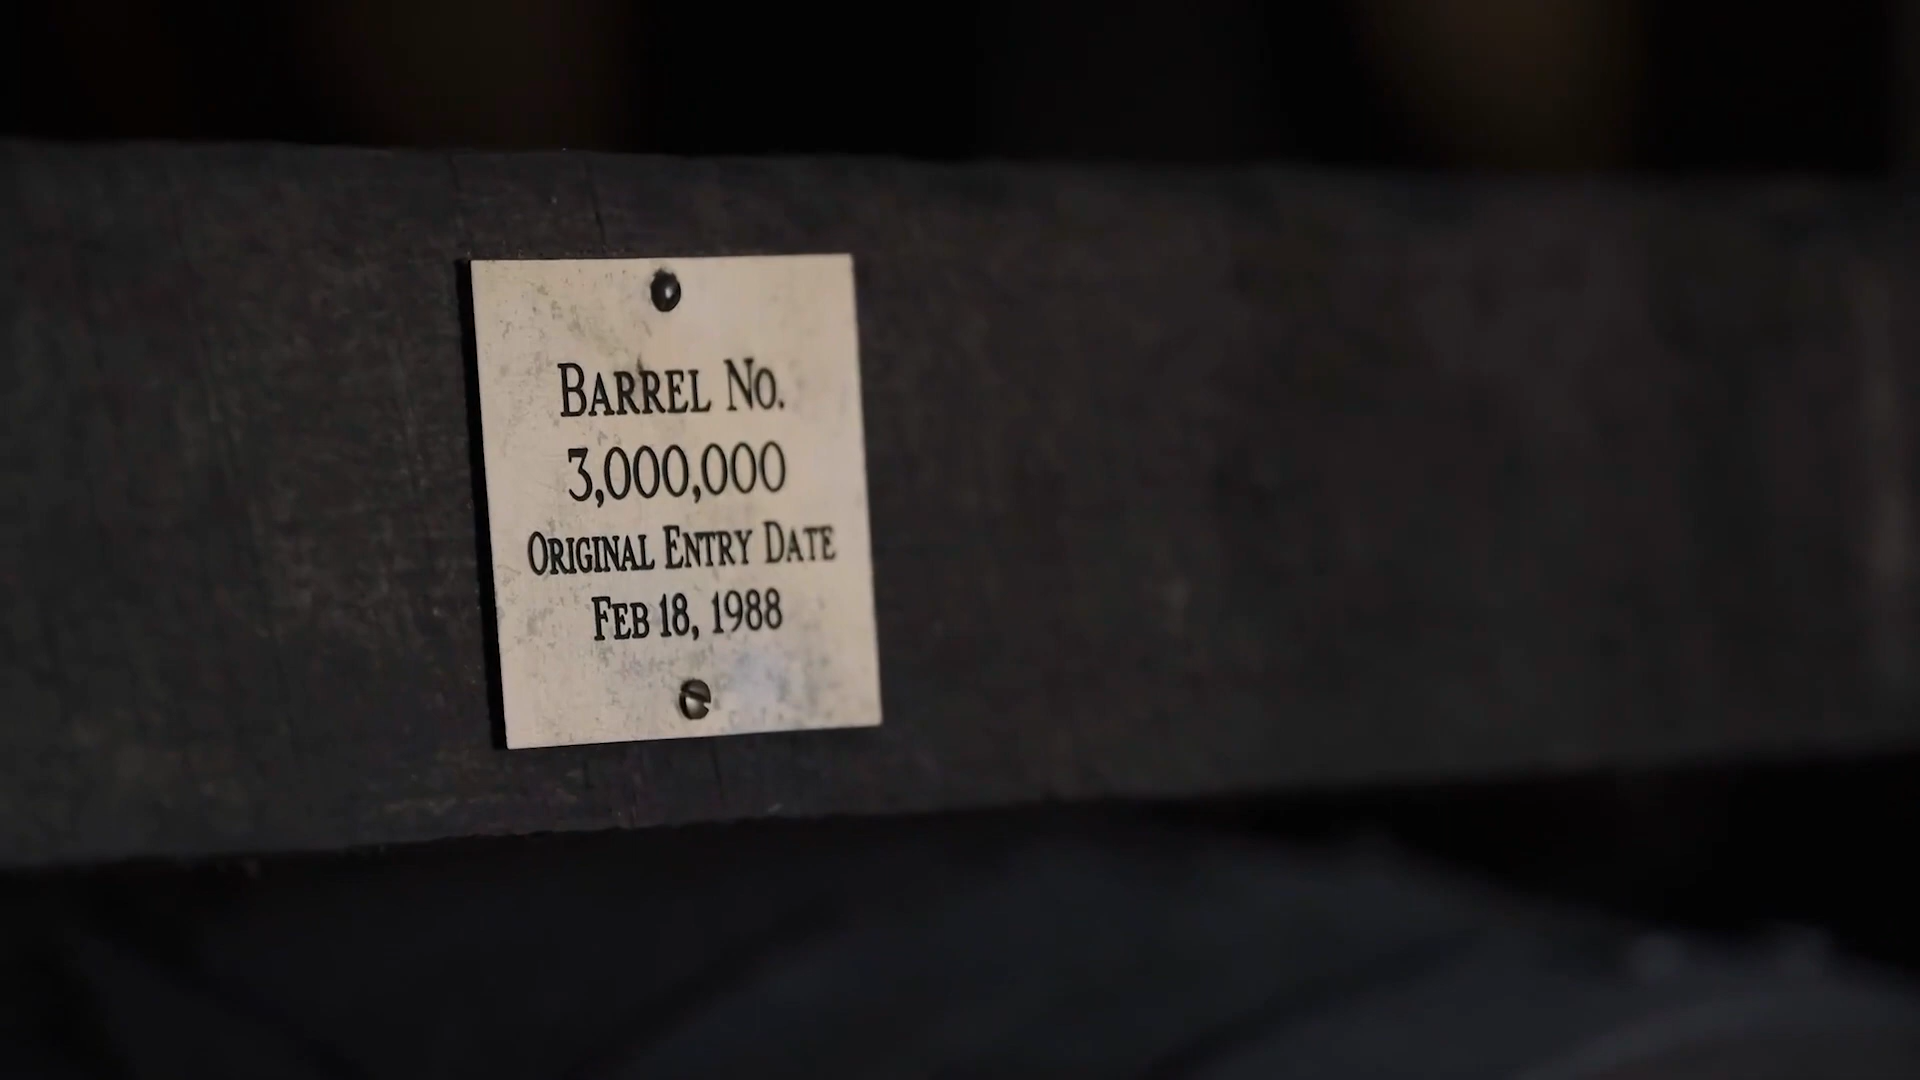 BARREL NO.
3,000,000
ORIGINAL ENTRY DATE
FEB 18, 1988